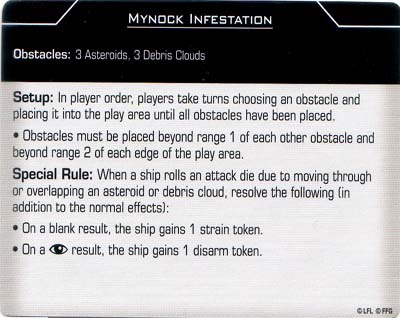 Mynock Infestation
Obstacles: 3 Asteroids, 3 Debris Clouds
Setup: In player order, players take turns choosing an obstacle and
placing it into the play area until all obstacles have been placed.
• Obstacles must be placed beyond range 1 of each other obstacle and
beyond range 2 of each edge of the play area.
Special Rule: When a ship rolls an attack die due to moving through
or overlapping an asteroid or debris cloud, resolve the following (in
addition to the normal effects):
• On a blank result, the ship gains 1 strain token.
• On a result, the ship gains 1 disarm token.
© LFL © FFG